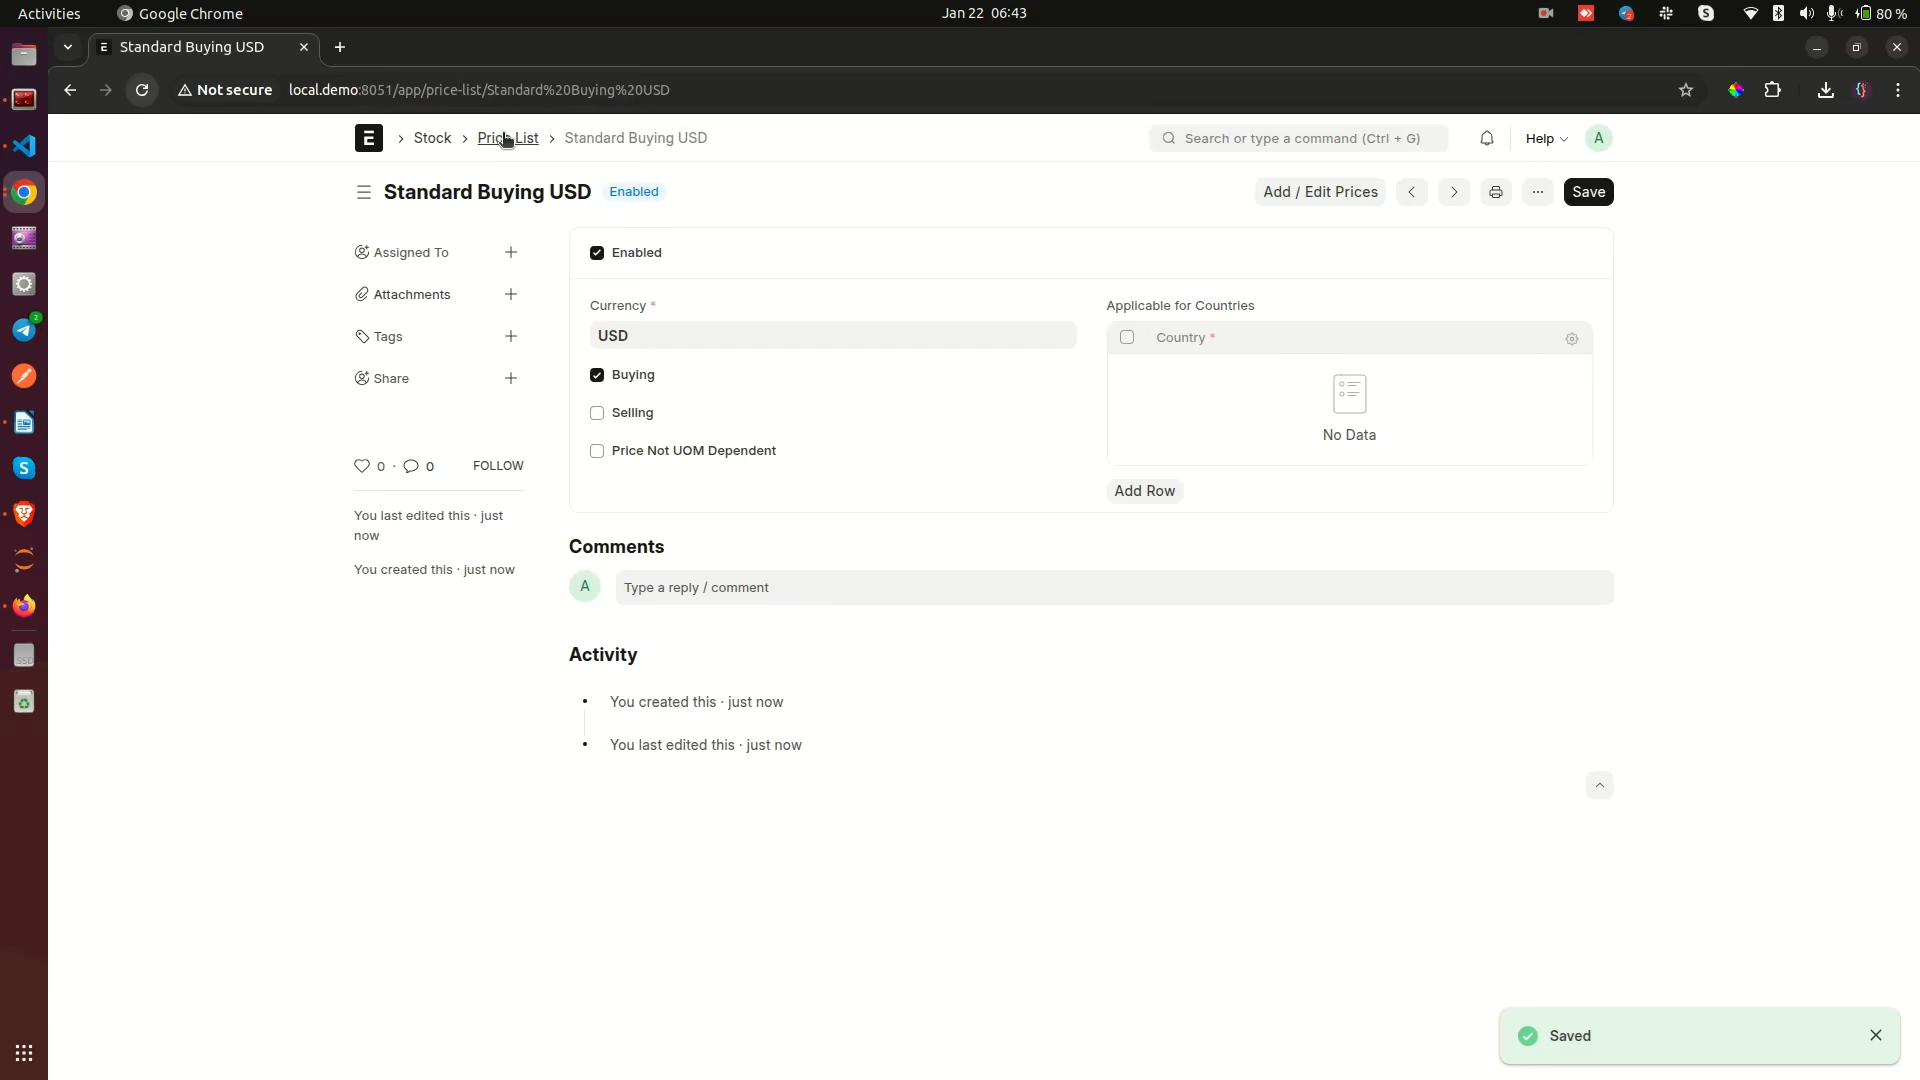 Activities
Google Chrome
Jan 22 06:43
80 %
E Standard Buying USD
Not secure
local.demo:8051/app/price-list/Standard%20Buying%20USD
E
Stock
Price List
Standard Buying USD
Search or type a command (Ctrl + G)
Help
A
Standard Buying USD
Enabled
Add / Edit Prices
Save
Assigned To
Attachments
Tags
Share
0 · 0
FOLLOW
You last edited this · just
now
You created this · just now
Enabled
Currency *
USD
Buying
Selling
Price Not UOM Dependent
Applicable for Countries
Country *
No Data
Add Row
Comments
A
Type a reply / comment
Activity
You created this · just now
You last edited this · just now
Saved
2
S
SSD